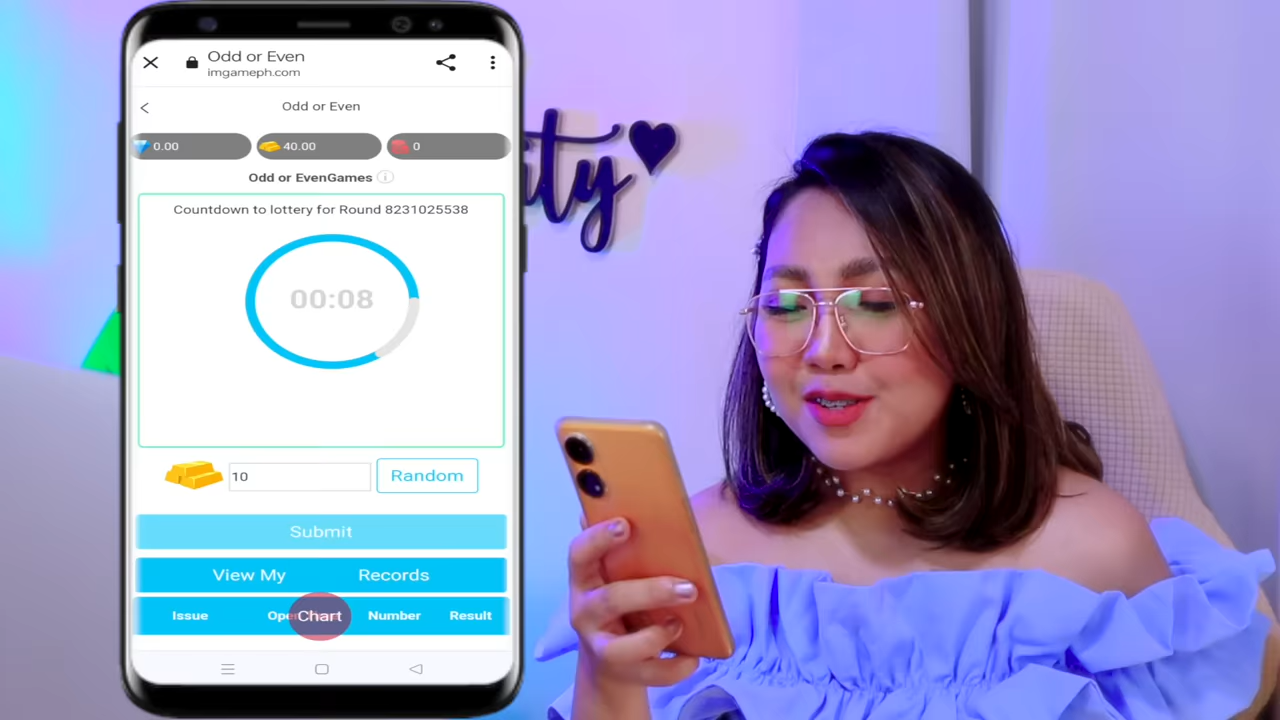 Odd or Even
imgameph.com
Odd or Even
0.00 40.00 0
Odd or EvenGames
Countdown to lottery for Round 8231025538
00:08
10 Random
Submit
View My Records
Issue Number Result
Chart
ity